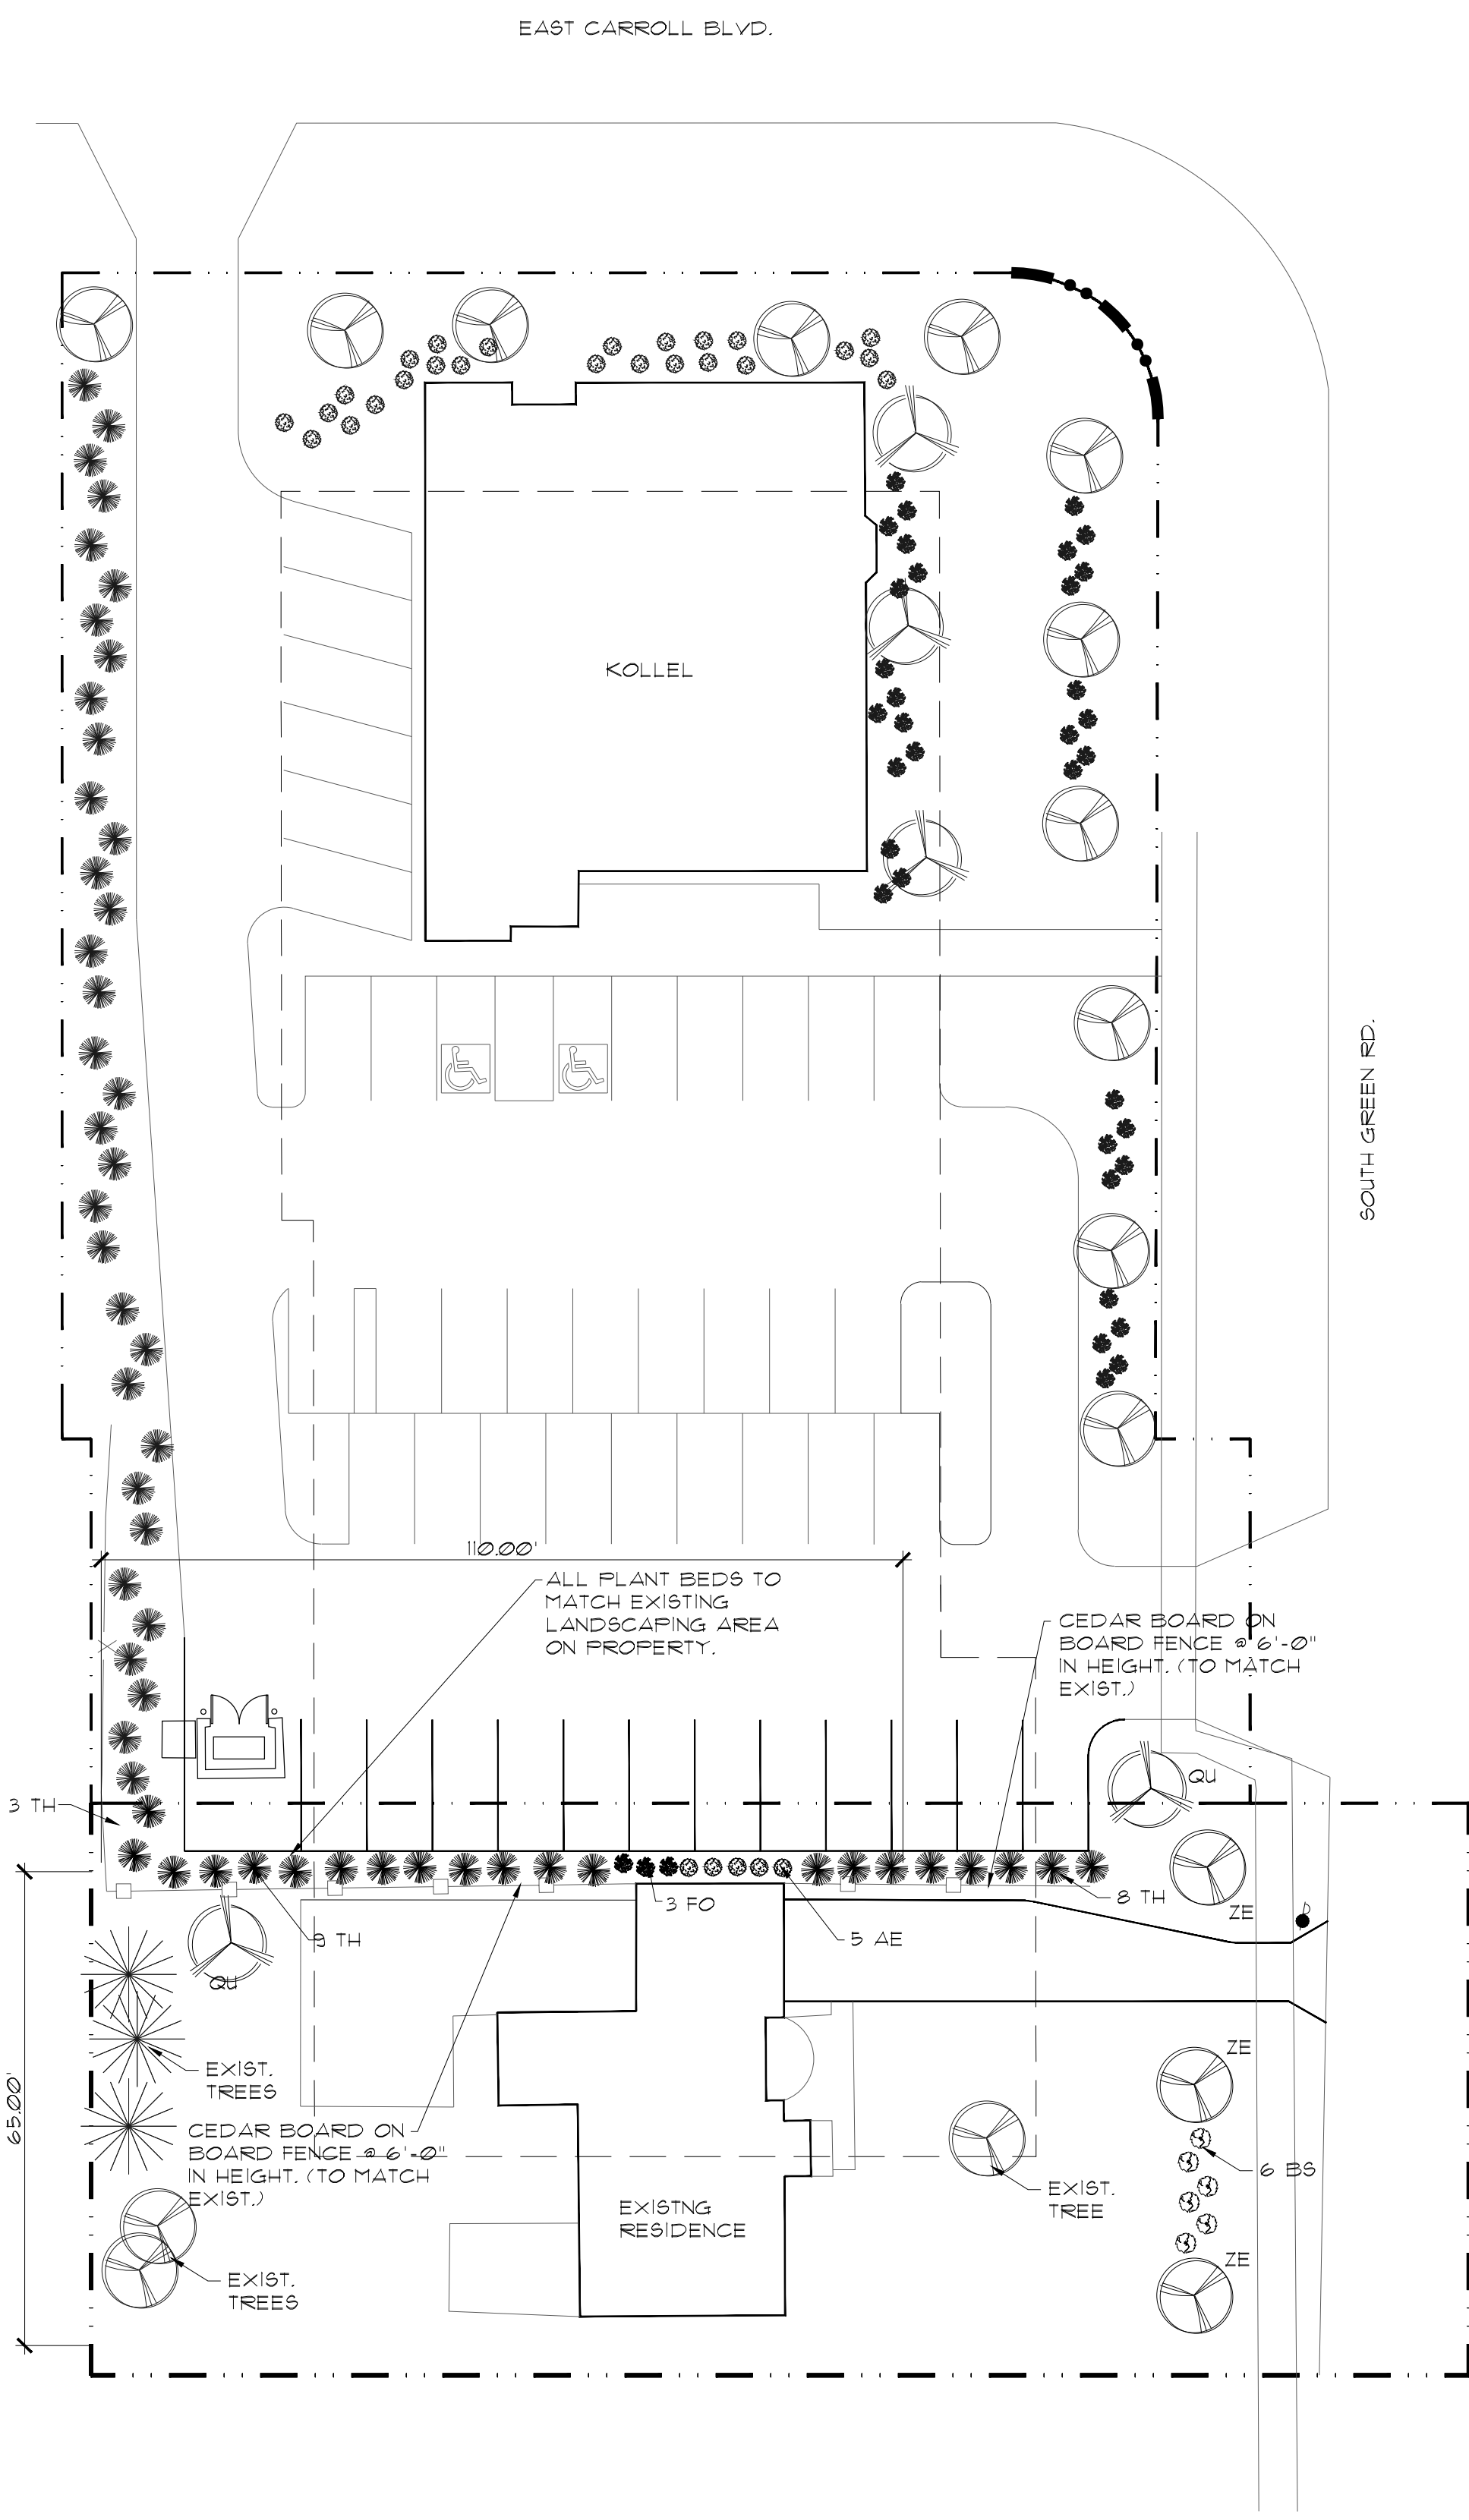 EAST CARROLL BLVD.
KOLLEL
SOUTH GREEN RD.
110.00'
ALL PLANT BEDS TO
MATCH EXISTING
LANDSCAPING AREA
ON PROPERTY.
CEDAR BOARD ON
BOARD FENCE @ 6'-0"
IN HEIGHT. (TO MATCH
EXIST.)
QU
3 TH
8 TH
3 FO
ZE
9 TH
5 AE
QU
ZE
EXIST.
TREES
65.00'
CEDAR BOARD ON
BOARD FENCE @ 6'-0"
IN HEIGHT. (TO MATCH
EXIST.)
6 BS
EXIST.
TREE
EXISTNG
RESIDENCE
ZE
EXIST.
TREES